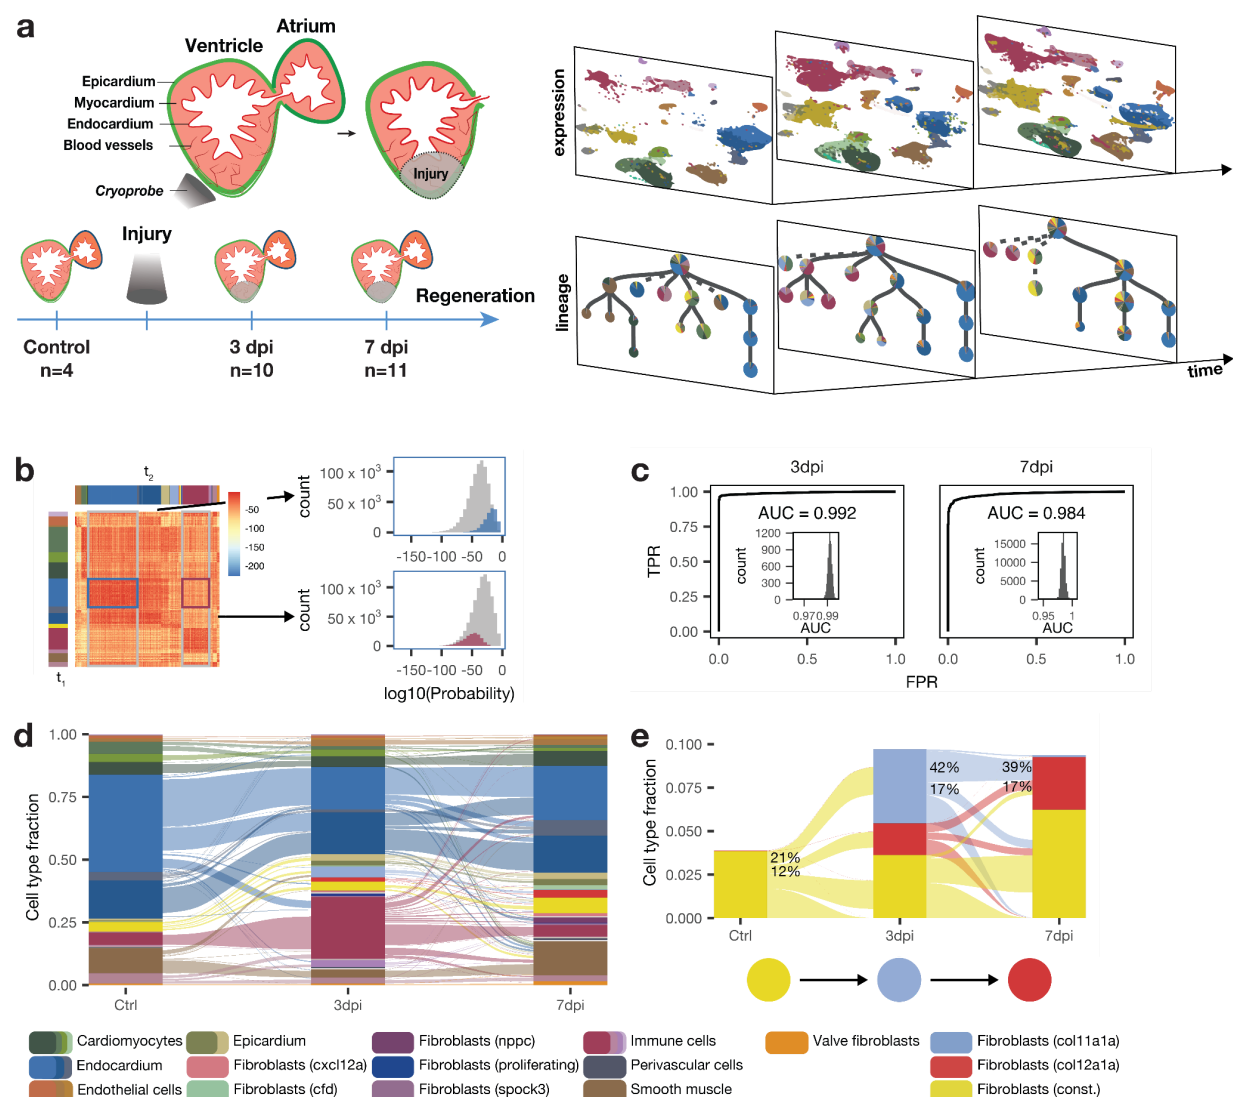 a
Atrium
Ventricle
Epicardium
Myocardium
Endocardium
Blood vessels
Cryoprobe
Injury
Injury
Regeneration
Control
n=4
3 dpi
n=10
7 dpi
n=11
expression
lineage
time
b
t2
t1
-50
-100
-150
-200
100 x 10³
50 x 10³
0
count
-150 -100 -50 0
100 x 10³
50 x 10³
0
count
-150 -100 -50 0
log10(Probability)
c
3dpi
7dpi
1.00
0.75
0.50
0.25
0.00
TPR
AUC = 0.992
1200
900
600
300
0
count
0.97 0.99
AUC
0.0 0.5 1.0
AUC = 0.984
15000
10000
5000
0
count
0.95 1
AUC
0.0 0.5 1.0
FPR
d
1.00
0.75
0.50
0.25
0.00
Cell type fraction
Ctrl 3dpi 7dpi
e
0.100
0.075
0.050
0.025
0.000
Cell type fraction
21%
12%
42%
17%
39%
17%
Ctrl 3dpi 7dpi
Cardiomyocytes
Endocardium
Endothelial cells
Epicardium
Fibroblasts (cxcl12a)
Fibroblasts (cfd)
Fibroblasts (nppc)
Fibroblasts (proliferating)
Fibroblasts (spock3)
Immune cells
Perivascular cells
Smooth muscle
Valve fibroblasts
Fibroblasts (col11a1a)
Fibroblasts (col12a1a)
Fibroblasts (const.)